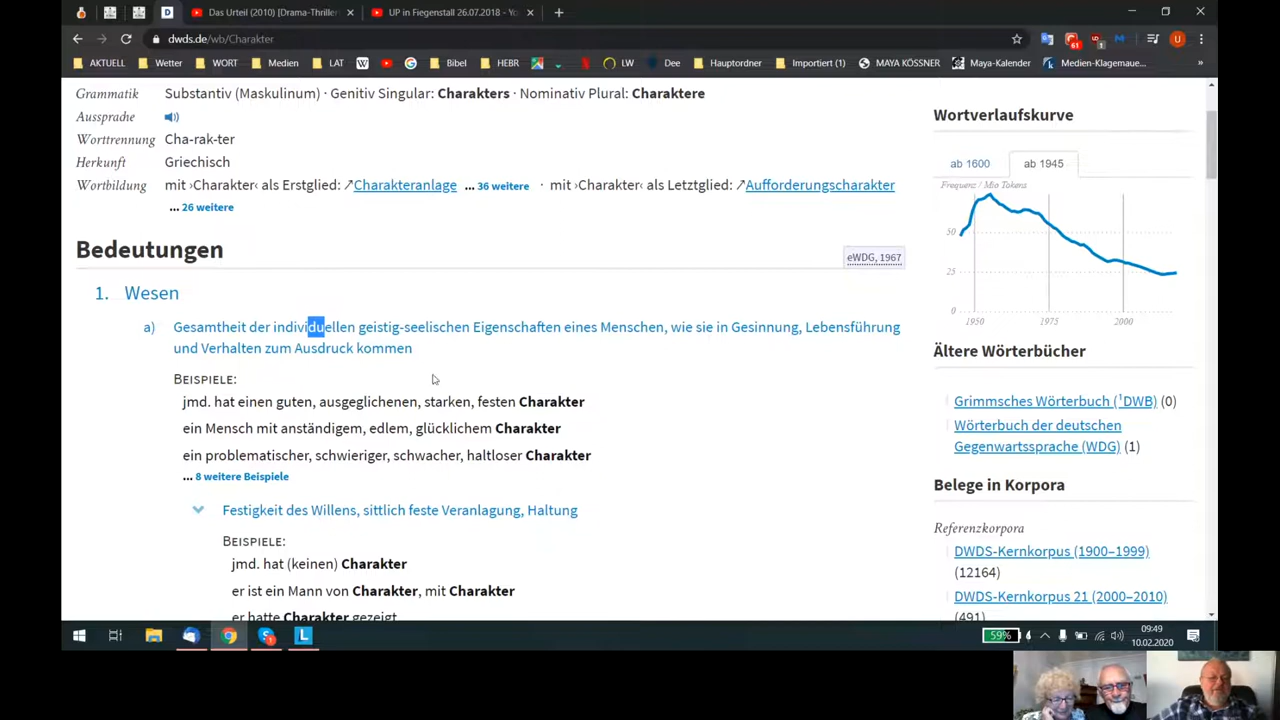 Das Urteil (2010) [Drama-Thriller
UP in Fiegenstall 26.07.2018 - Yo
dwds.de/wb/Charakter
61
1
U
AKTUELL Wetter WORT Medien LAT W G Bibel HEBR LW Dee Hauptordner Importiert (1) MAYA KÖSSNER Maya-Kalender Medien-Klagemaue... »
Grammatik Substantiv (Maskulinum) · Genitiv Singular: Charakters · Nominativ Plural: Charaktere
Aussprache
Worttrennung Cha-rak-ter
Herkunft Griechisch
Wortbildung mit ›Charakter‹ als Erstglied: ↗Charakteranlage ... 36 weitere · mit ›Charakter‹ als Letztglied: ↗Aufforderungscharakter
... 26 weitere
Bedeutungen
eWDG, 1967
1. Wesen
a) Gesamtheit der individuellen geistig-seelischen Eigenschaften eines Menschen, wie sie in Gesinnung, Lebensführung
und Verhalten zum Ausdruck kommen
BEISPIELE:
jmd. hat einen guten, ausgeglichenen, starken, festen Charakter
ein Mensch mit anständigem, edlem, glücklichem Charakter
ein problematischer, schwieriger, schwacher, haltloser Charakter
... 8 weitere Beispiele
Festigkeit des Willens, sittlich feste Veranlagung, Haltung
BEISPIELE:
jmd. hat (keinen) Charakter
er ist ein Mann von Charakter, mit Charakter
er hatte Charakter gezeigt
Wortverlaufskurve
ab 1600 ab 1945
Frequenz / Mio Tokens
50
25
0
1950 1975 2000
Ältere Wörterbücher
Grimmsches Wörterbuch (¹DWB) (0)
Wörterbuch der deutschen
Gegenwartssprache (WDG) (1)
Belege in Korpora
Referenzkorpora
DWDS-Kernkorpus (1900–1999)
(12164)
DWDS-Kernkorpus 21 (2000–2010)
(491)
L
59%
09:49
10.02.2020